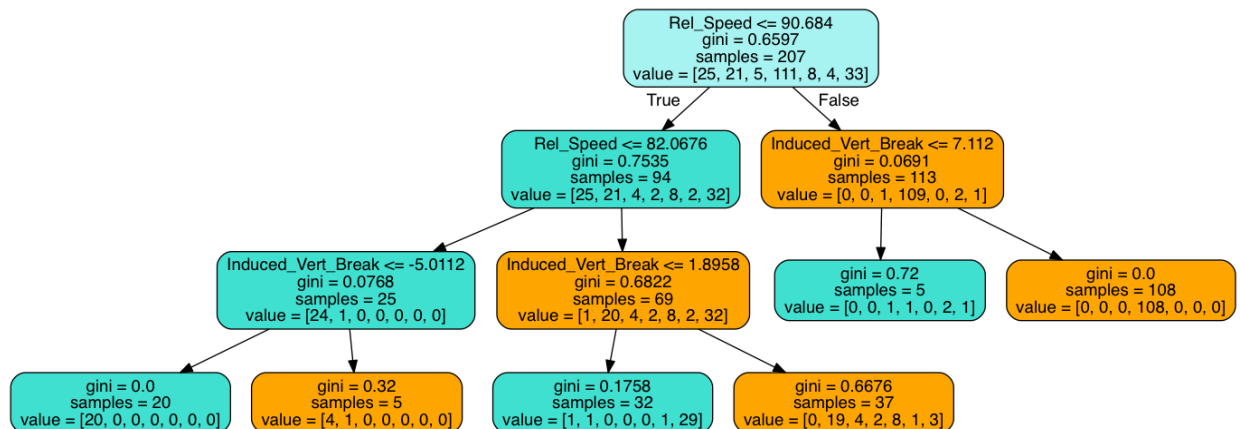 Rel_Speed <= 90.684
gini = 0.6597
samples = 207
value = [25, 21, 5, 111, 8, 4, 33]
True
False
Rel_Speed <= 82.0676
gini = 0.7535
samples = 94
value = [25, 21, 4, 2, 8, 2, 32]
Induced_Vert_Break <= 7.112
gini = 0.0691
samples = 113
value = [0, 0, 1, 109, 0, 2, 1]
Induced_Vert_Break <= -5.0112
gini = 0.0768
samples = 25
value = [24, 1, 0, 0, 0, 0, 0]
Induced_Vert_Break <= 1.8958
gini = 0.6822
samples = 69
value = [1, 20, 4, 2, 8, 2, 32]
gini = 0.72
samples = 5
value = [0, 0, 1, 1, 0, 2, 1]
gini = 0.0
samples = 108
value = [0, 0, 0, 108, 0, 0, 0]
gini = 0.0
samples = 20
value = [20, 0, 0, 0, 0, 0, 0]
gini = 0.32
samples = 5
value = [4, 1, 0, 0, 0, 0, 0]
gini = 0.1758
samples = 32
value = [1, 1, 0, 0, 0, 1, 29]
gini = 0.6676
samples = 37
value = [0, 19, 4, 2, 8, 1, 3]